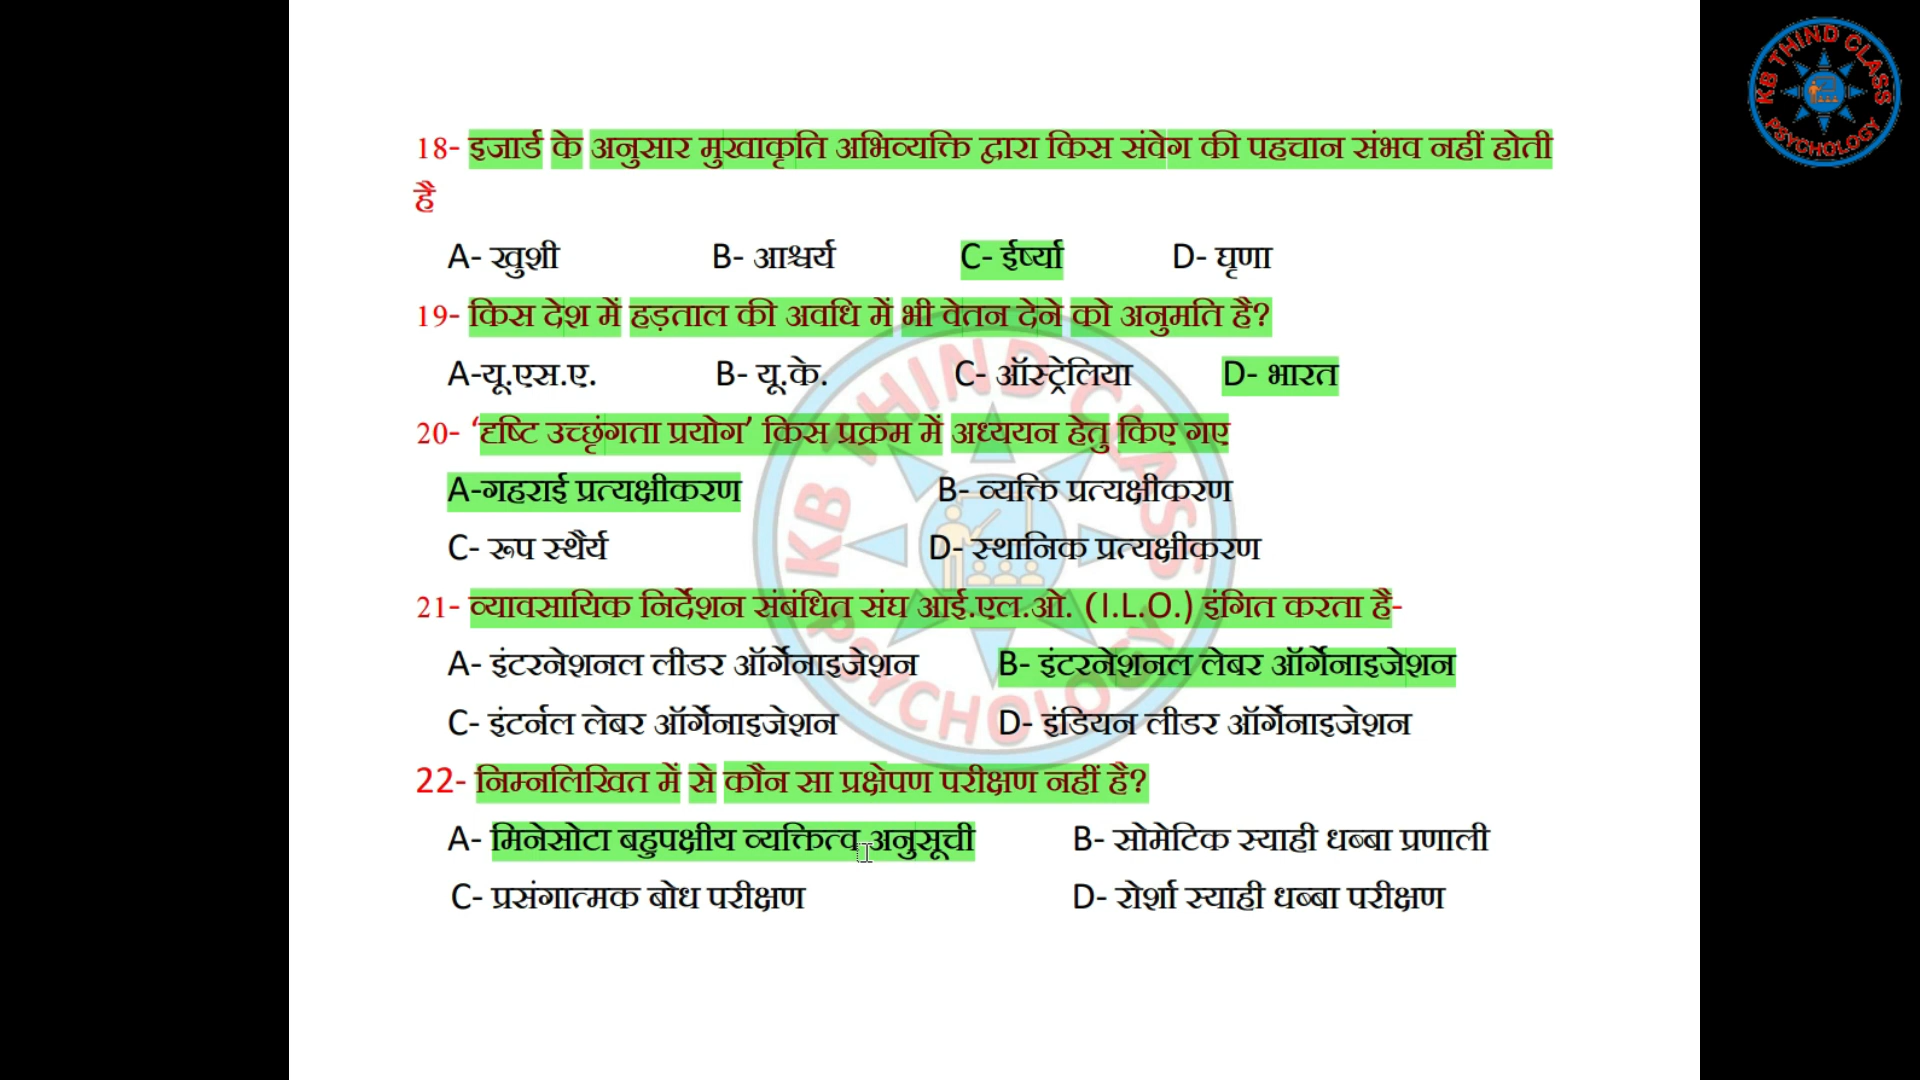 18- इजार्ड के अनुसार मुखाकृति अभिव्यक्ति द्वारा किस संवेग की पहचान संभव नहीं होती
है
A- खुशी B- आश्चर्य C- ईर्ष्या D- घृणा
19- किस देश में हड़ताल की अवधि में भी वेतन देने को अनुमति है?
A-यू.एस.ए. B- यू.के. C- ऑस्ट्रेलिया D- भारत
20- ‘दृष्टि उच्छृंगता प्रयोग’ किस प्रक्रम में अध्ययन हेतु किए गए
A-गहराई प्रत्यक्षीकरण B- व्यक्ति प्रत्यक्षीकरण
C- रूप स्थैर्य D- स्थानिक प्रत्यक्षीकरण
21- व्यावसायिक निर्देशन संबंधित संघ आई.एल.ओ. (I.L.O.) इंगित करता है-
A- इंटरनेशनल लीडर ऑर्गेनाइजेशन B- इंटरनेशनल लेबर ऑर्गेनाइजेशन
C- इंटर्नल लेबर ऑर्गेनाइजेशन D- इंडियन लीडर ऑर्गेनाइजेशन
22- निम्नलिखित में से कौन सा प्रक्षेपण परीक्षण नहीं है?
A- मिनेसोटा बहुपक्षीय व्यक्तित्व अनुसूची B- सोमेटिक स्याही धब्बा प्रणाली
C- प्रसंगात्मक बोध परीक्षण D- रोर्शा स्याही धब्बा परीक्षण
KB THIND CLASS
PSYCHOLOGY
KB THIND CLASS
PSYCHOLOGY